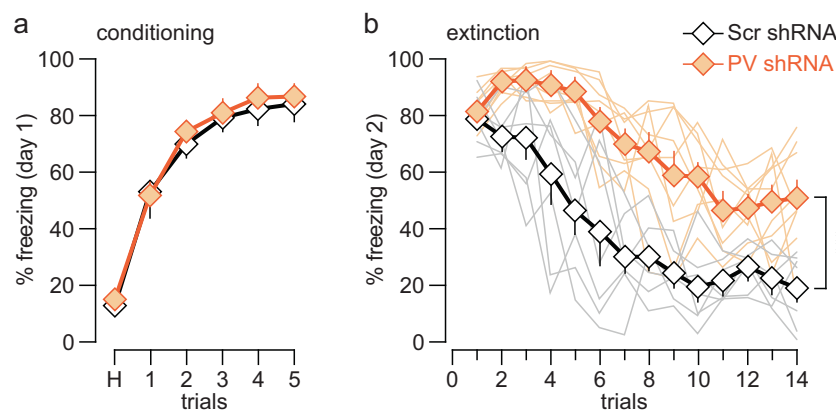 a
conditioning
% freezing (day 1)
100
80
60
40
20
0
H 1 2 3 4 5
trials
b
extinction
Scr shRNA
PV shRNA
% freezing (day 2)
100
80
60
40
20
0
0 2 4 6 8 10 12 14
trials